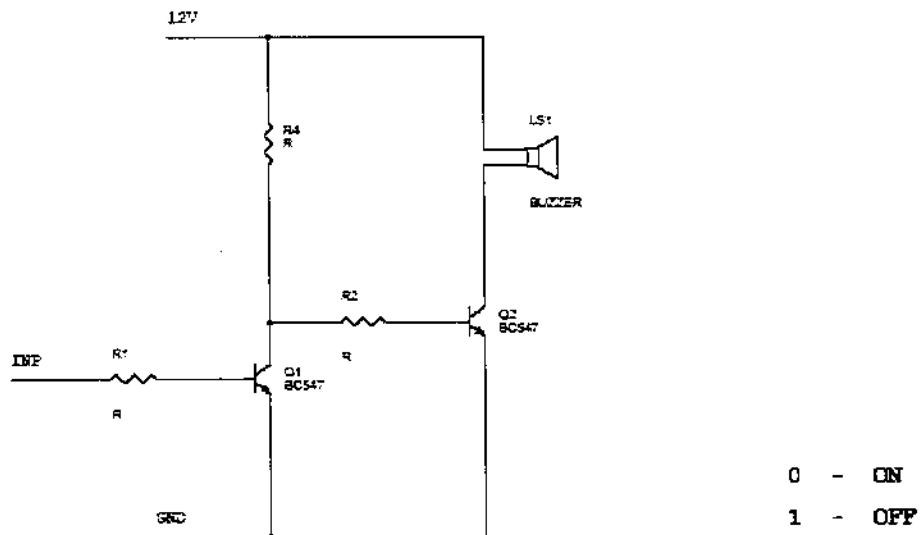 12V
R4
R
LS1
BUZZER
R2
R
Q2
BC547
INP
R1
R
Q1
BC547
GND
0 - ON
1 - OFF